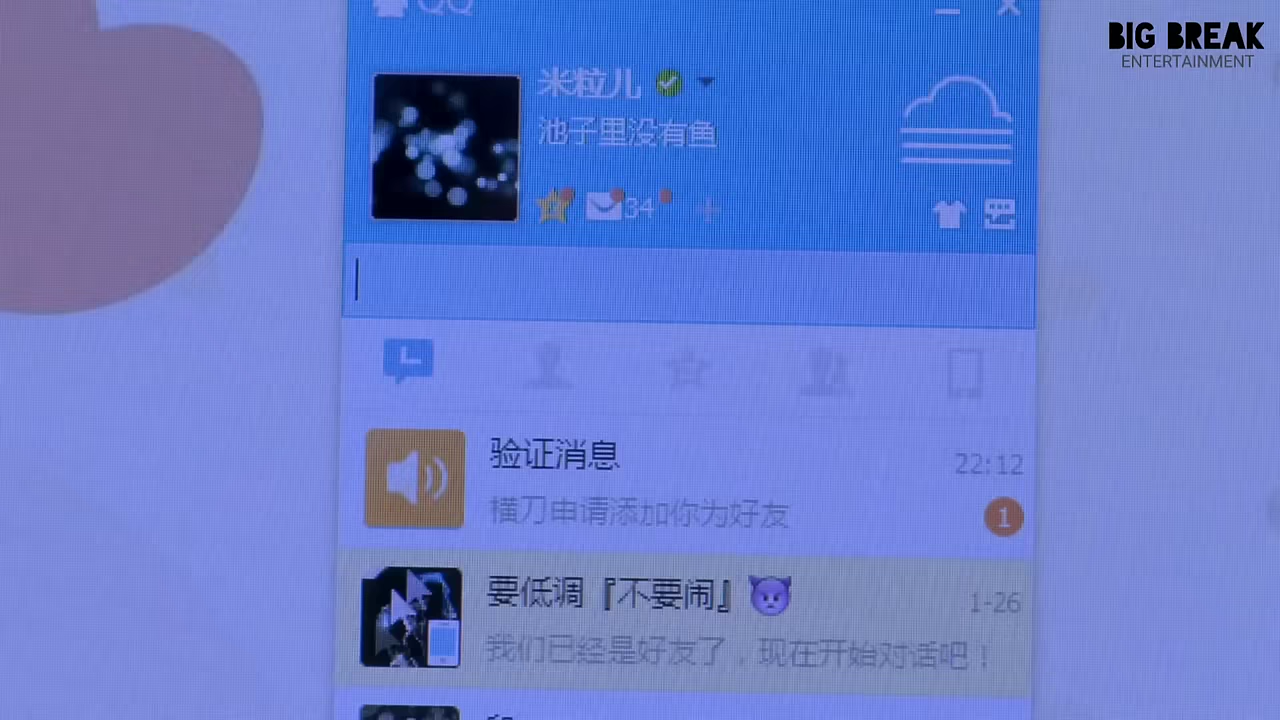 QQ
BIG BREAK
ENTERTAINMENT
米粒儿
池子里没有鱼
34
验证消息
22:12
横刀申请添加你为好友
1
要低调『不要闹』
1-26
我们已经是好友了，现在开始对话吧！